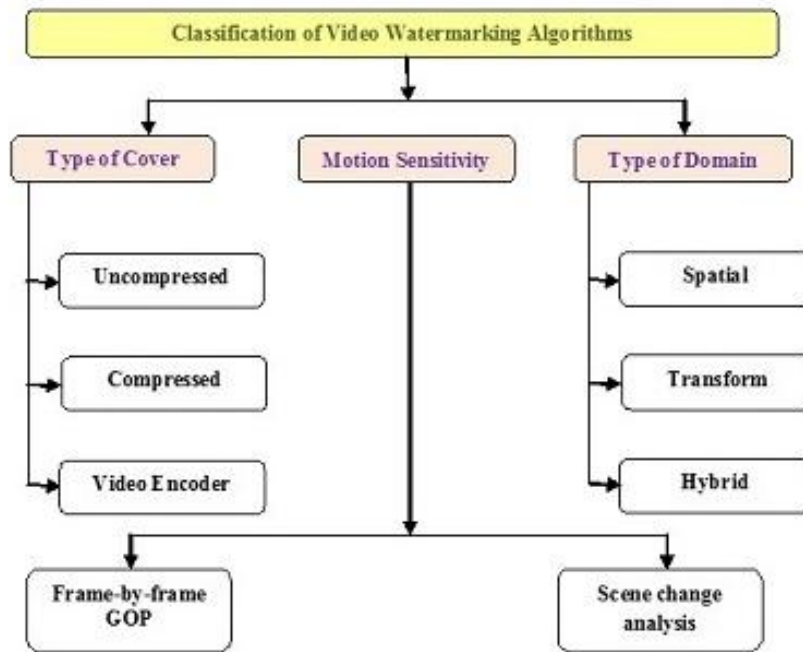 Classification of Video Watermarking Algorithms
Type of Cover
Motion Sensitivity
Type of Domain
Uncompressed
Spatial
Compressed
Transform
Video Encoder
Hybrid
Frame-by-frame
GOP
Scene change
analysis